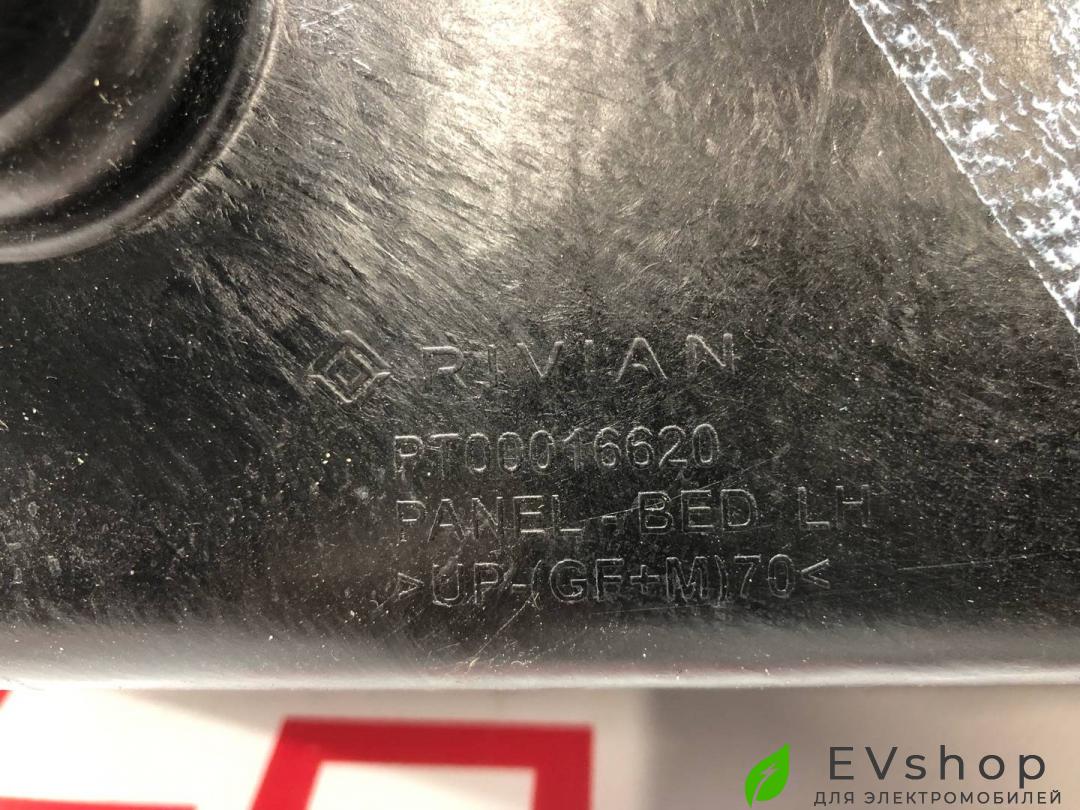 RIVIAN
PT00016620
PANEL - BED LH
>UP-(GF+M)70<
EVshop
ДЛЯ ЭЛЕКТРОМОБИЛЕЙ